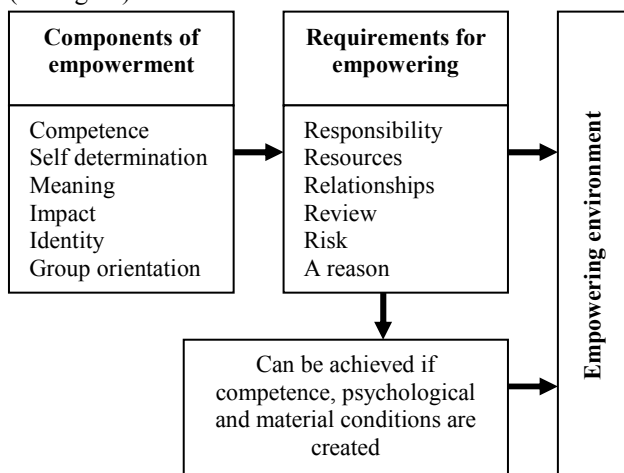 Components of
empowerment
Competence
Self determination
Meaning
Impact
Identity
Group orientation
Requirements for
empowering
Responsibility
Resources
Relationships
Review
Risk
A reason
Can be achieved if
competence, psychological
and material conditions are
created
Empowering environment